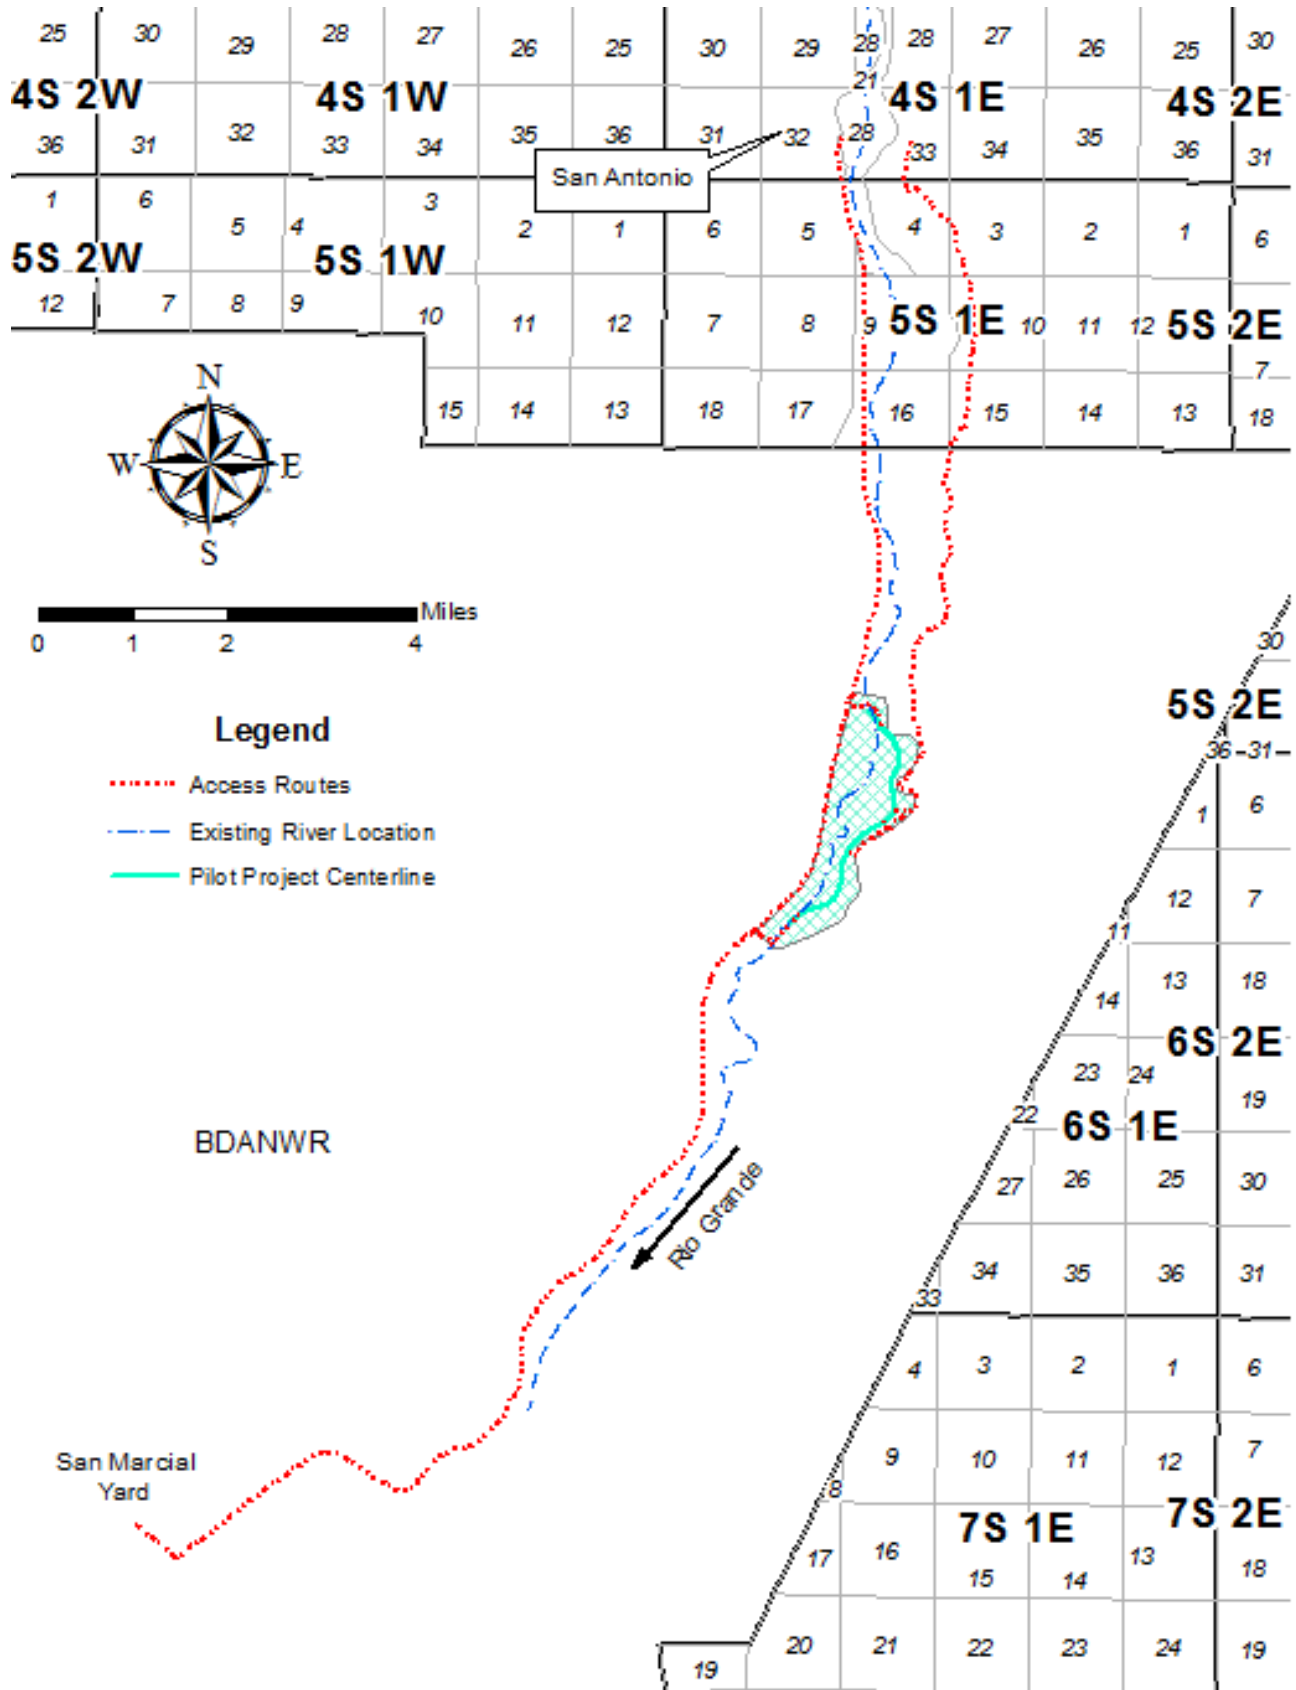 25 30 29 28 27 26 25 30 29 28 28 27 26 25 30
21
4S 2W 4S 1W 4S 1E 4S 2E
36 31 32 33 34 35 36 31 32 28 33 34 35 36 31
San Antonio
1 6 5 4 3 2 1 6 5 4 3 2 1 6
5S 2W 5S 1W
12 7 8 9 10 11 12 7 8 9 5S 1E 10 11 12 5S 2E
7
15 14 13 18 17 16 15 14 13 18
N
W E
S
Miles
0 1 2 4
30
5S 2E
36 31
Legend
Access Routes
Existing River Location
Pilot Project Centerline
1 6
12 7
11
14 13 18
6S 2E
23 24
19
22
6S 1E
BDANWR
27 26 25 30
Rio Grande
34 35 36 31
33
4 3 2 1 6
San Marcial
Yard
9 10 11 12 7
8
7S 1E 7S 2E
17 16 15 14 13 18
20 21 22 23 24 19
19